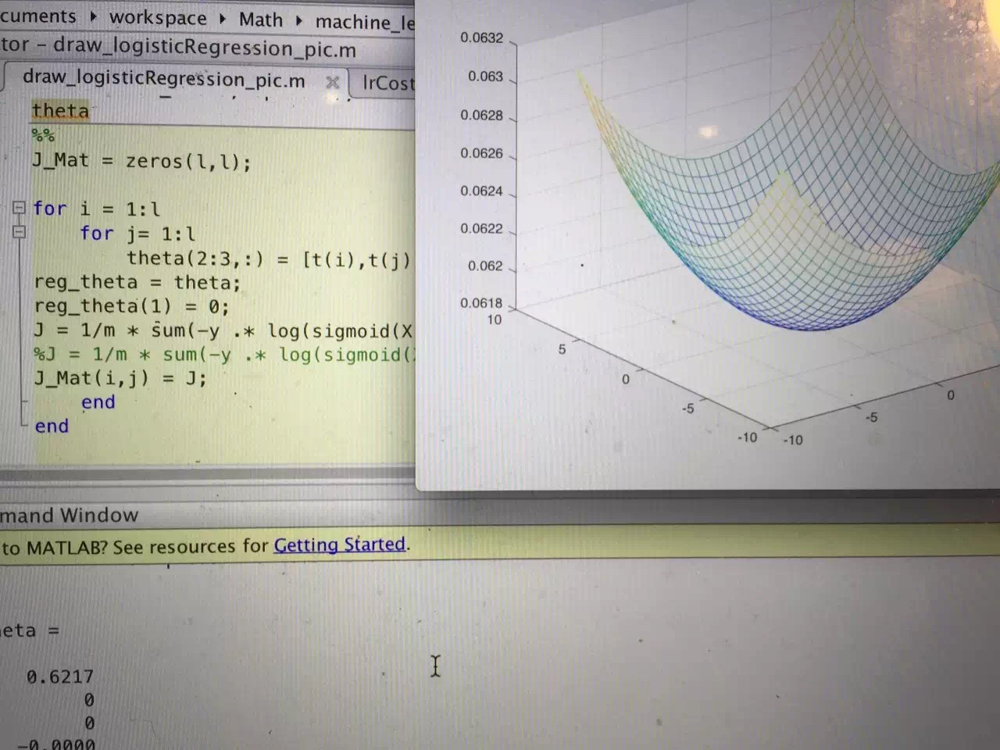 cuments ▸ workspace ▸ Math ▸ machine_le
tor – draw_logisticRegression_pic.m
draw_logisticRegression_pic.m × lrCost
theta
%%
J_Mat = zeros(l,l);
for i = 1:l
for j= 1:l
theta(2:3,:) = [t(i),t(j)
reg_theta = theta;
reg_theta(1) = 0;
J = 1/m * sum(-y .* log(sigmoid(X
%J = 1/m * sum(-y .* log(sigmoid(
J_Mat(i,j) = J;
end
end
0.0632
0.063
0.0628
0.0626
0.0624
0.0622
0.062
0.0618
10
5
0
-5
-10
-10
-5
0
mand Window
to MATLAB? See resources for Getting Started.
eta =
0.6217
0
0
-0.0000